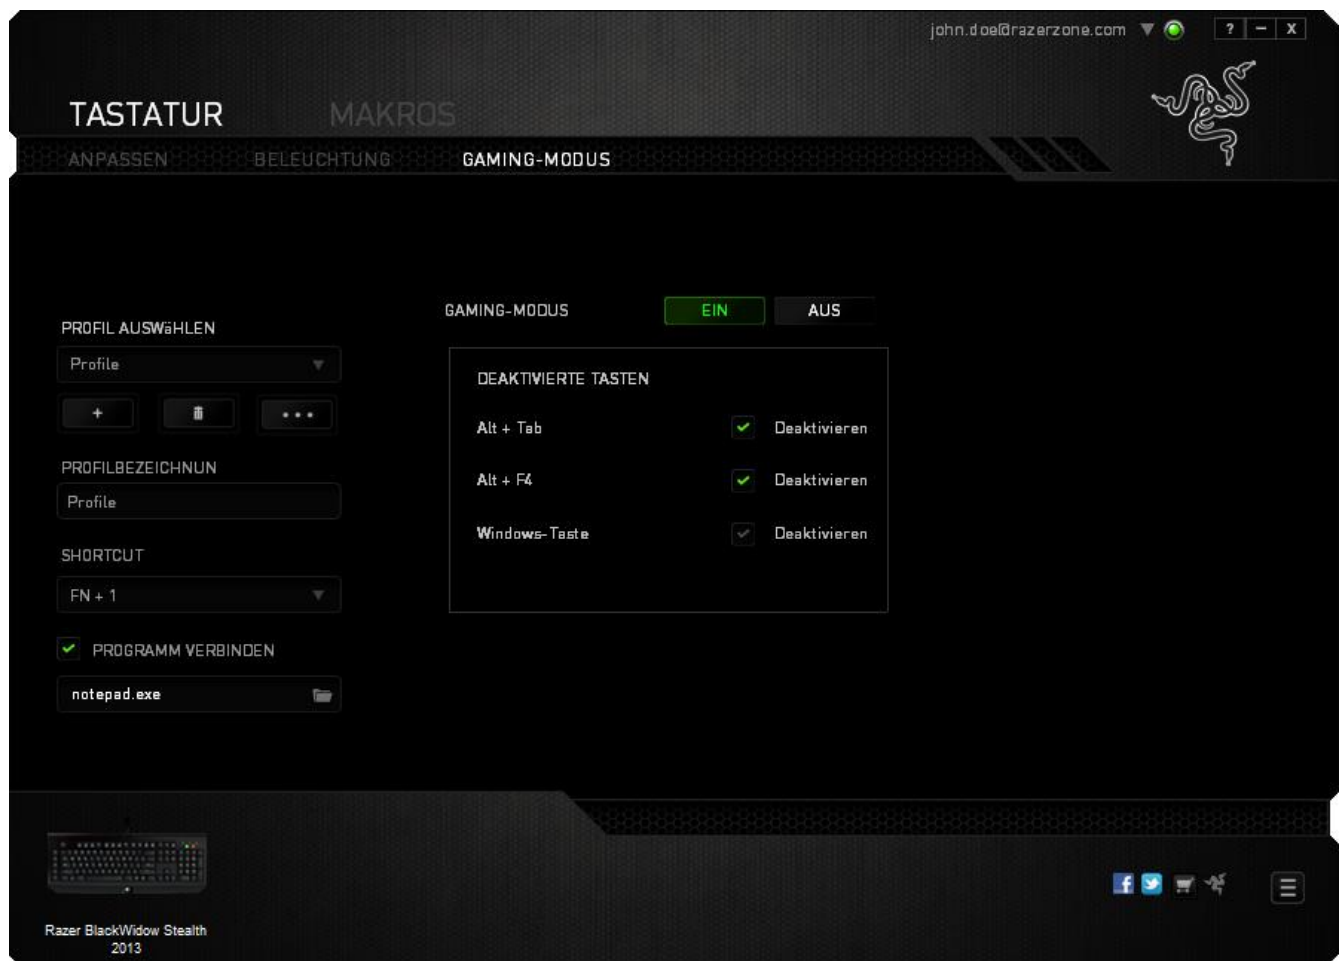 john.doe@razerzone.com
? – X
TASTATUR MAKROS
ANPASSEN BELEUCHTUNG GAMING-MODUS
PROFIL AUSWäHLEN
Profile
+ •••
PROFILBEZEICHNUN
Profile
SHORTCUT
FN + 1
PROGRAMM VERBINDEN
notepad.exe
GAMING-MODUS EIN AUS
DEAKTIVIERTE TASTEN
Alt + Tab Deaktivieren
Alt + F4 Deaktivieren
Windows-Taste Deaktivieren
Razer BlackWidow Stealth
2013